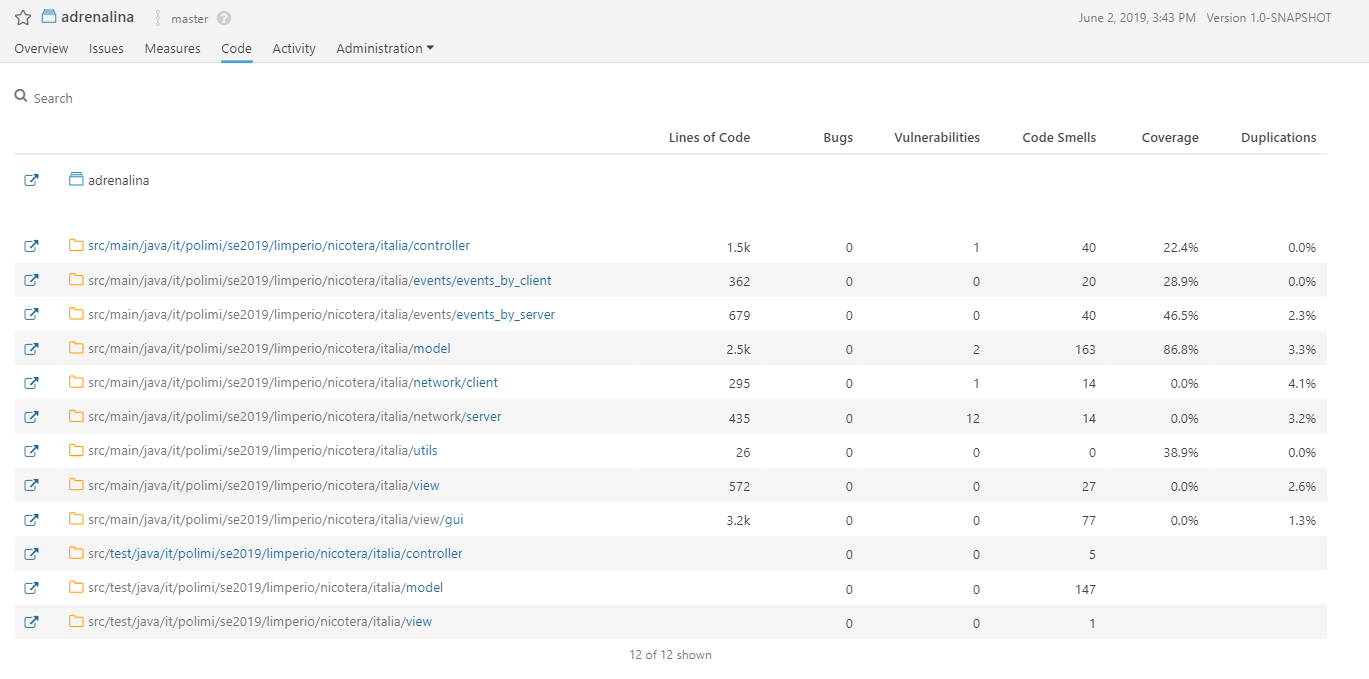 adrenalina master ? June 2, 2019, 3:43 PM Version 1.0-SNAPSHOT
Overview Issues Measures Code Activity Administration
Search
Lines of Code Bugs Vulnerabilities Code Smells Coverage Duplications
adrenalina
src/main/java/it/polimi/se2019/limperio/nicotera/italia/controller 1.5k 0 1 40 22.4% 0.0%
src/main/java/it/polimi/se2019/limperio/nicotera/italia/events/events_by_client 362 0 0 20 28.9% 0.0%
src/main/java/it/polimi/se2019/limperio/nicotera/italia/events/events_by_server 679 0 0 40 46.5% 2.3%
src/main/java/it/polimi/se2019/limperio/nicotera/italia/model 2.5k 0 2 163 86.8% 3.3%
src/main/java/it/polimi/se2019/limperio/nicotera/italia/network/client 295 0 1 14 0.0% 4.1%
src/main/java/it/polimi/se2019/limperio/nicotera/italia/network/server 435 0 12 14 0.0% 3.2%
src/main/java/it/polimi/se2019/limperio/nicotera/italia/utils 26 0 0 0 38.9% 0.0%
src/main/java/it/polimi/se2019/limperio/nicotera/italia/view 572 0 0 27 0.0% 2.6%
src/main/java/it/polimi/se2019/limperio/nicotera/italia/view/gui 3.2k 0 0 77 0.0% 1.3%
src/test/java/it/polimi/se2019/limperio/nicotera/italia/controller 0 0 5
src/test/java/it/polimi/se2019/limperio/nicotera/italia/model 0 0 147
src/test/java/it/polimi/se2019/limperio/nicotera/italia/view 0 0 1
12 of 12 shown